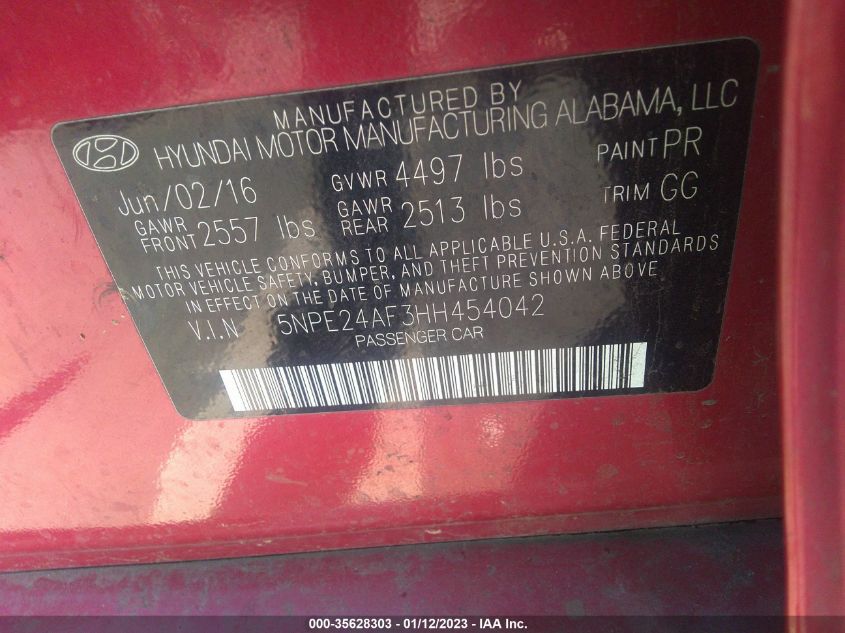 MANUFACTURED BY
HYUNDAI MOTOR MANUFACTURING ALABAMA, LLC
Jun/02/16 GVWR 4497 lbs PAINT PR
GAWR FRONT 2557 lbs GAWR REAR 2513 lbs TRIM GG
THIS VEHICLE CONFORMS TO ALL APPLICABLE U.S.A. FEDERAL
MOTOR VEHICLE SAFETY, BUMPER, AND THEFT PREVENTION STANDARDS
IN EFFECT ON THE DATE OF MANUFACTURE SHOWN ABOVE
V.I.N 5NPE24AF3HH454042
PASSENGER CAR
000-35628303 - 01/12/2023 - IAA Inc.